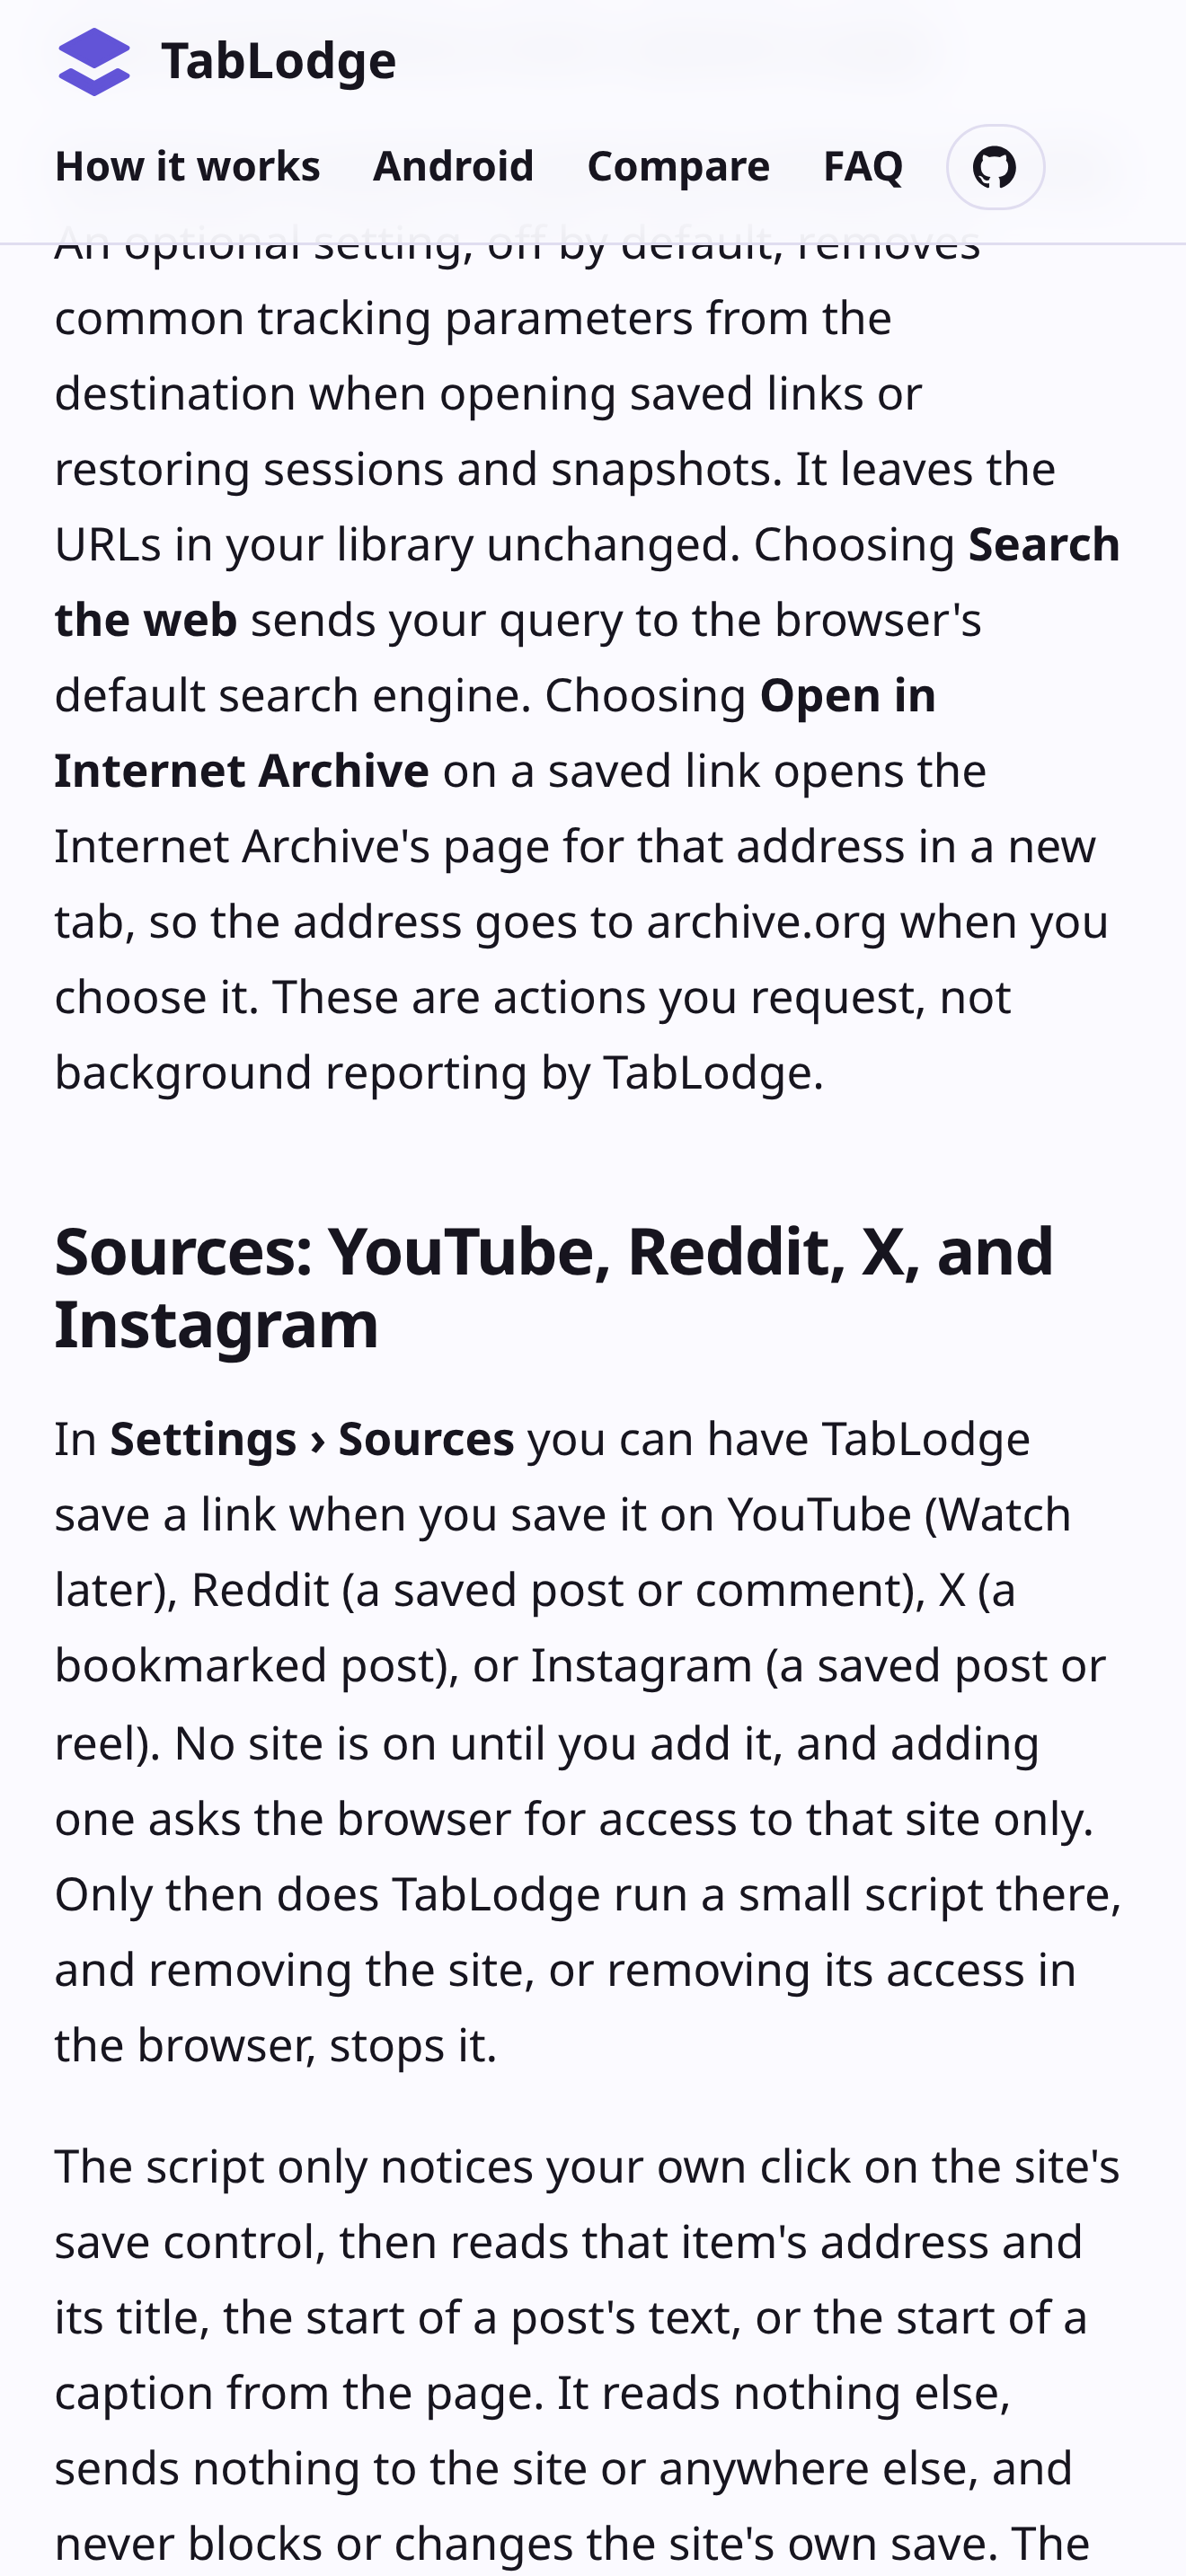 TabLodge
How it works Android Compare FAQ
An optional setting, off by default, removes
common tracking parameters from the
destination when opening saved links or
restoring sessions and snapshots. It leaves the
URLs in your library unchanged. Choosing Search
the web sends your query to the browser's
default search engine. Choosing Open in
Internet Archive on a saved link opens the
Internet Archive's page for that address in a new
tab, so the address goes to archive.org when you
choose it. These are actions you request, not
background reporting by TabLodge.
Sources: YouTube, Reddit, X, and
Instagram
In Settings › Sources you can have TabLodge
save a link when you save it on YouTube (Watch
later), Reddit (a saved post or comment), X (a
bookmarked post), or Instagram (a saved post or
reel). No site is on until you add it, and adding
one asks the browser for access to that site only.
Only then does TabLodge run a small script there,
and removing the site, or removing its access in
the browser, stops it.
The script only notices your own click on the site's
save control, then reads that item's address and
its title, the start of a post's text, or the start of a
caption from the page. It reads nothing else,
sends nothing to the site or anywhere else, and
never blocks or changes the site's own save. The